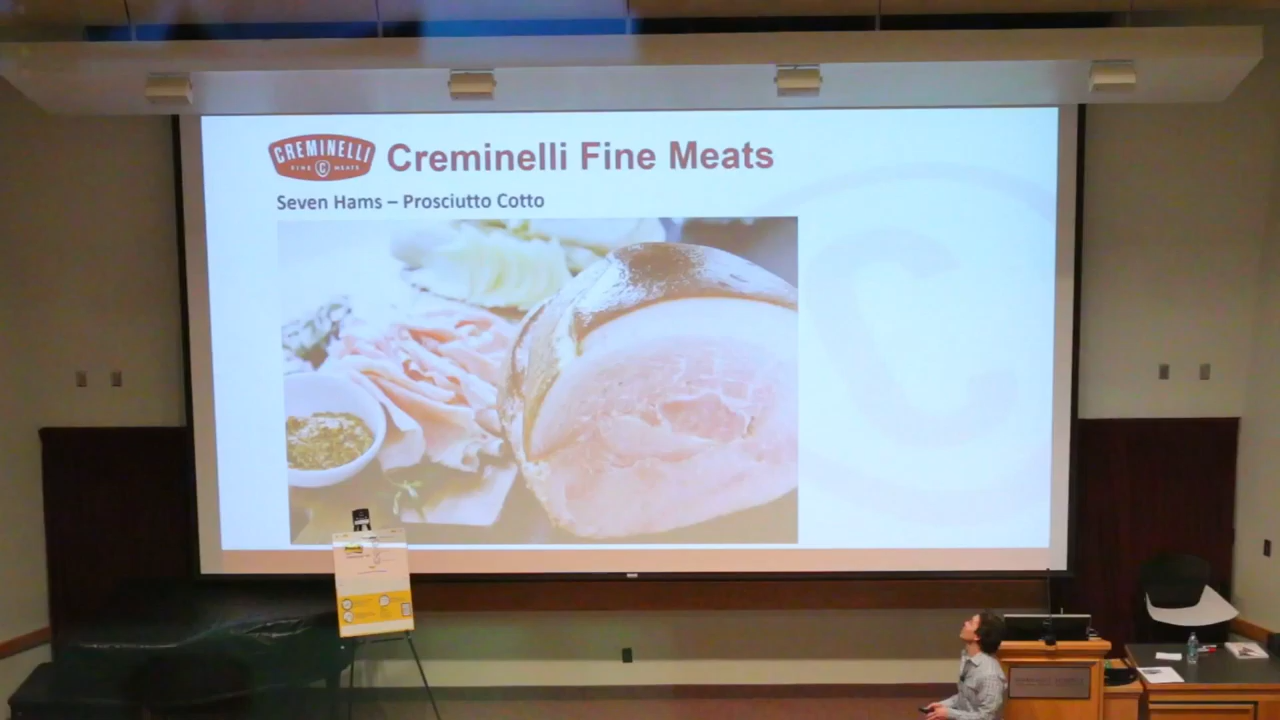 CREMINELLI
FINE C MEATS
Creminelli Fine Meats
Seven Hams – Prosciutto Cotto